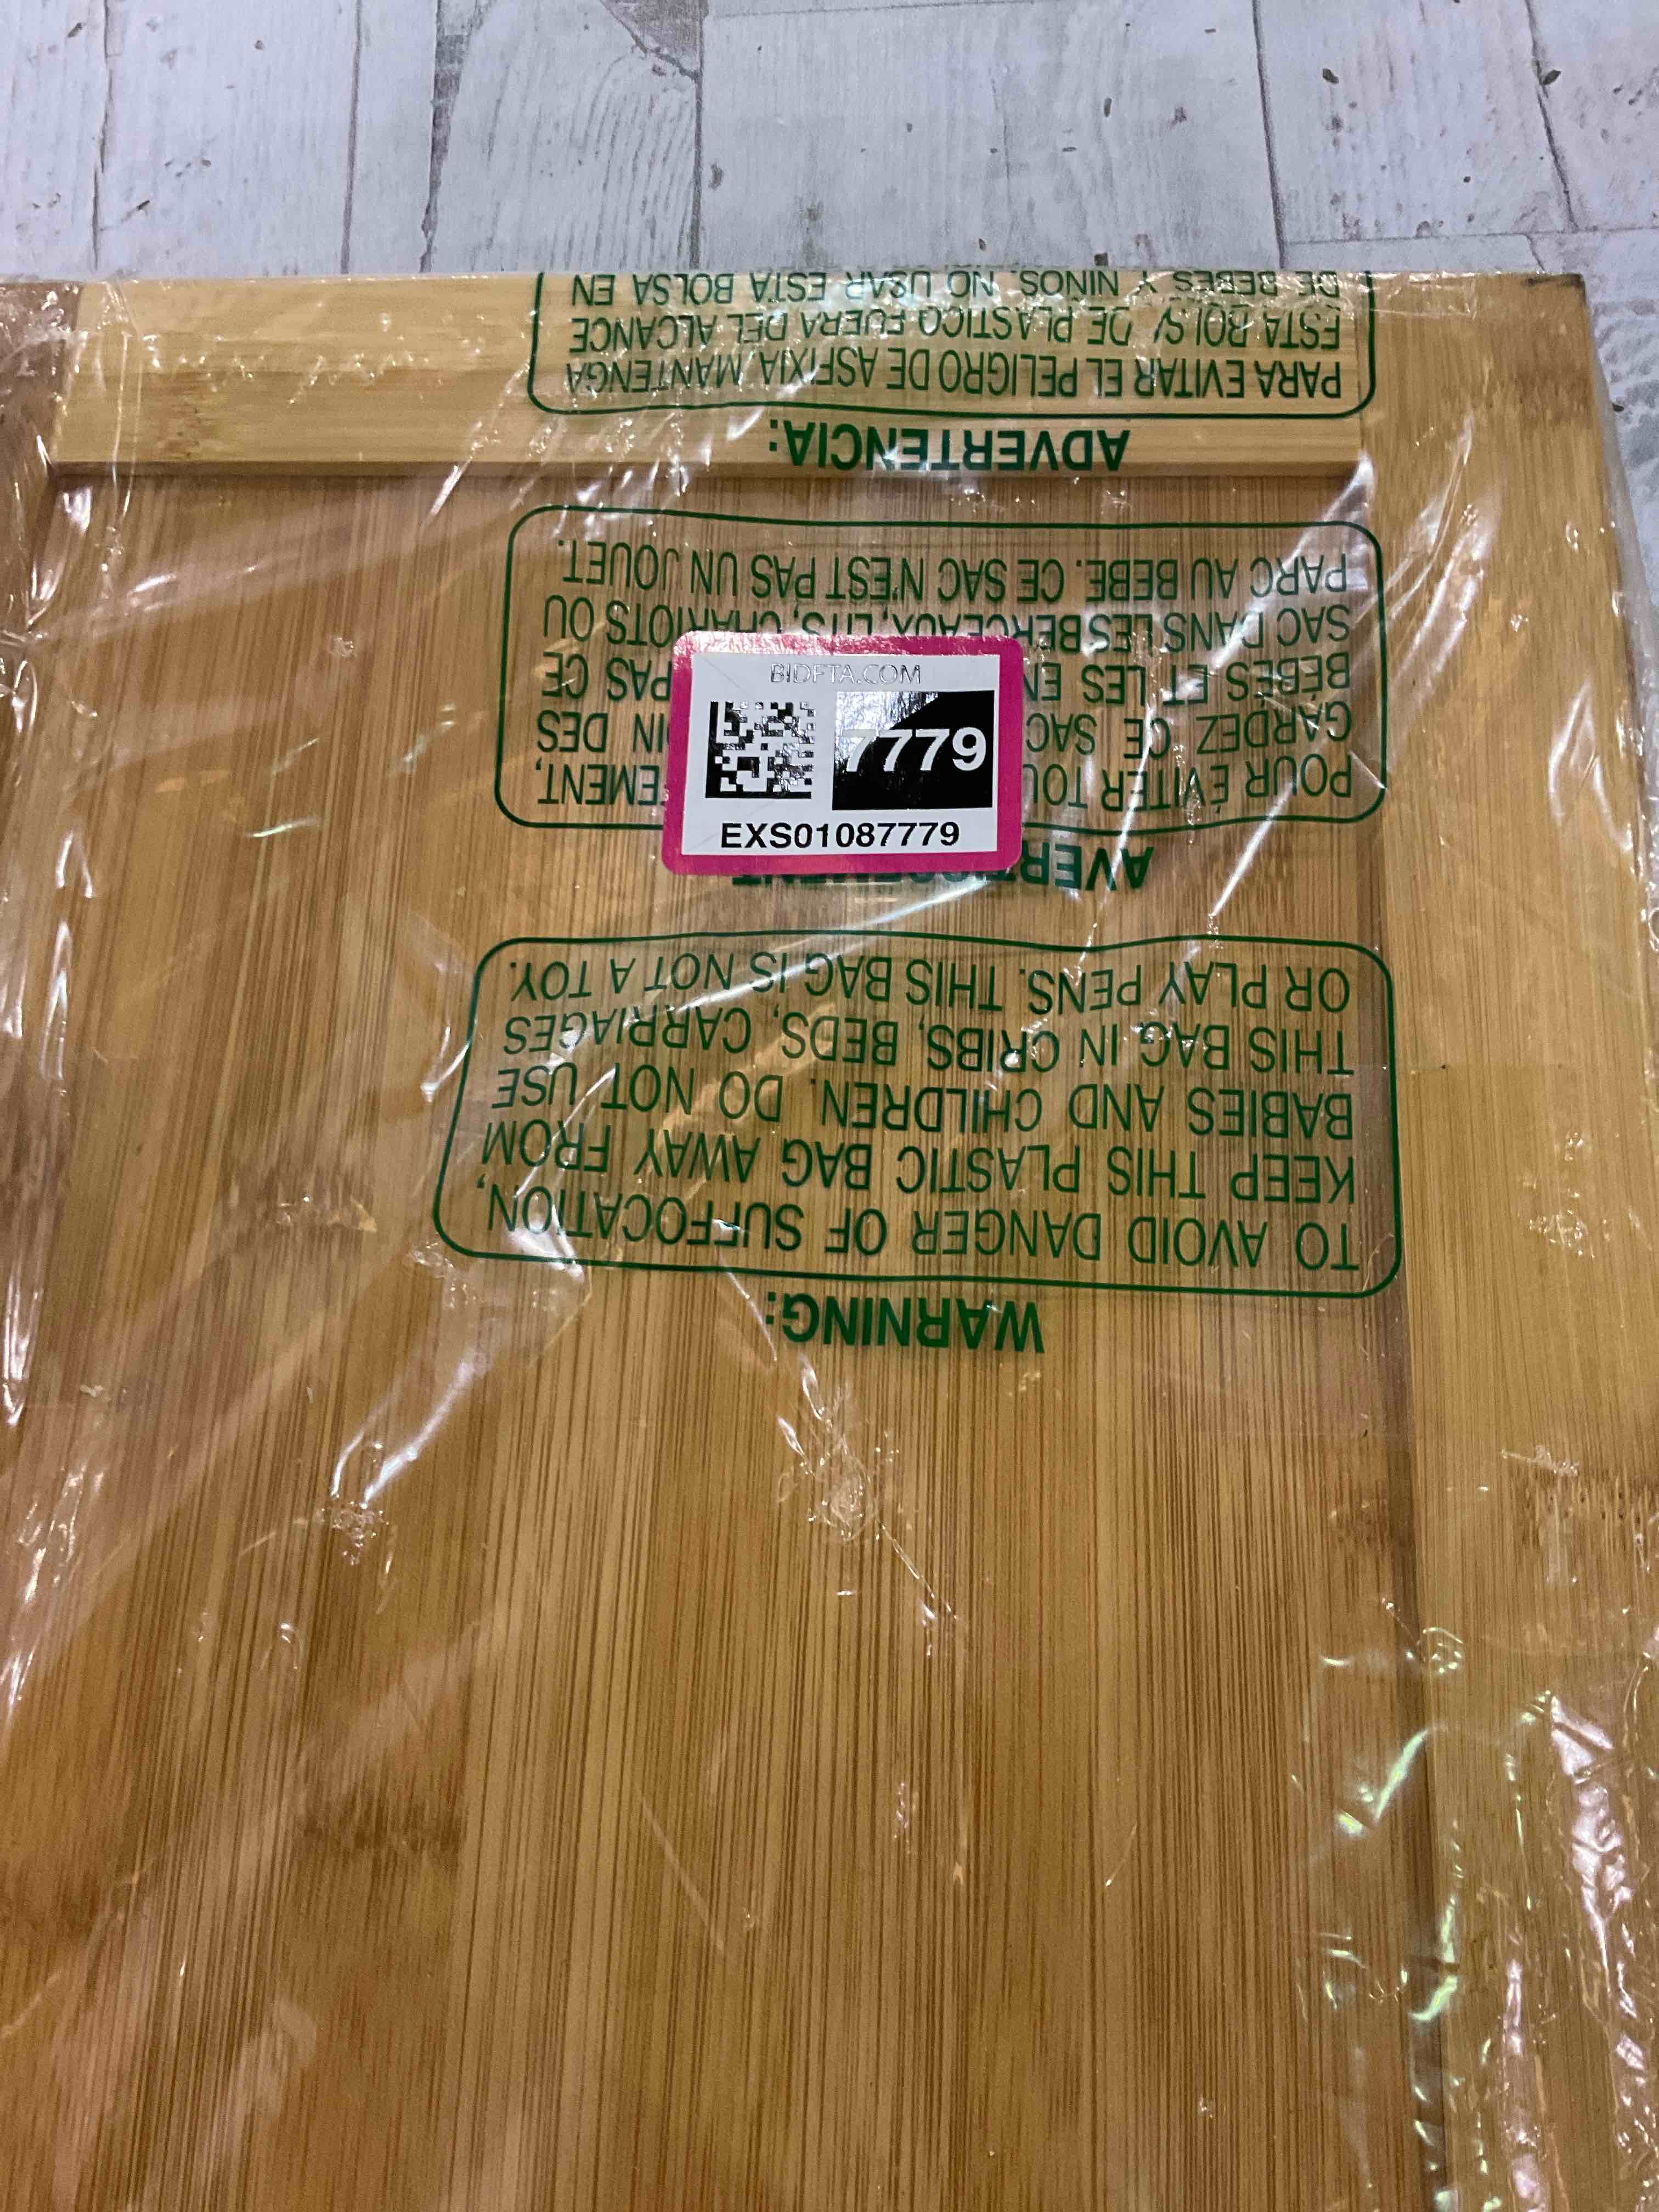 WARNING:
TO AVOID DANGER OF SUFFOCATION,
KEEP THIS PLASTIC BAG AWAY FROM
BABIES AND CHILDREN. DO NOT USE
THIS BAG IN CRIBS, BEDS, CARRIAGES
OR PLAY PENS. THIS BAG IS NOT A TOY.
POUR ÉVITER
GARDEZ CE SAC DES
BÉBÉS ET LES PAS CE
SAC DANS LES BERCEAUX, LITS, CHARIOTS OU
PARC AU BEBE. CE SAC N'EST PAS UN JOUET.
BIDFTA.COM
7779
EXS01087779
ADVERTENCIA:
PARA EVITAR EL PELIGRO DE ASFIXIA, MANTENGA
ESTA BOLSA DE PLASTICO FUERA DEL ALCANCE
DE BEBES Y NIÑOS. NO USAR ESTA BOLSA EN